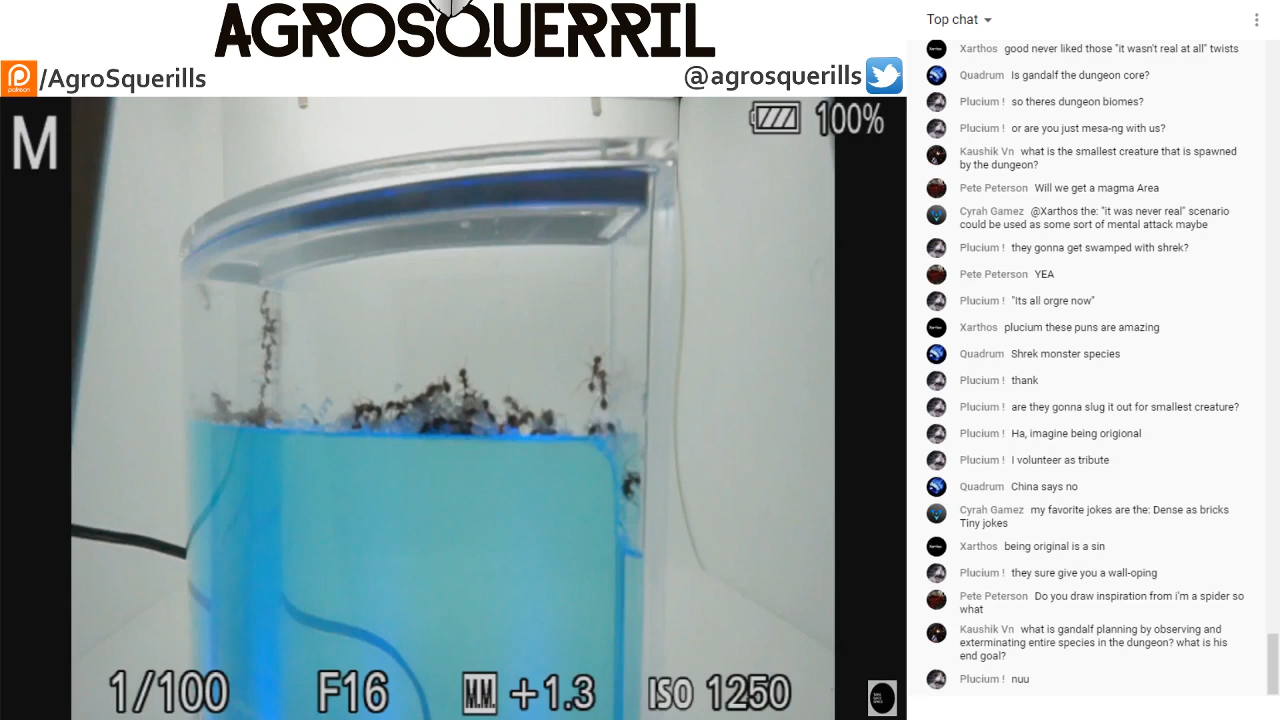 AGROSQUERRIL
/AgroSquerills
@agrosquerills
M
100%
1/100
F16
M.M.
+1.3
ISO 1250
Top chat
Xarthos good never liked those "it wasn't real at all" twists
Quadrum Is gandalf the dungeon core?
Plucium ! so theres dungeon biomes?
Plucium ! or are you just mesa-ng with us?
Kaushik Vn what is the smallest creature that is spawned
by the dungeon?
Pete Peterson Will we get a magma Area
Cyrah Gamez @Xarthos the: "it was never real" scenario
could be used as some sort of mental attack maybe
Plucium ! they gonna get swamped with shrek?
Pete Peterson YEA
Plucium ! "Its all orgre now"
Xarthos plucium these puns are amazing
Quadrum Shrek monster species
Plucium ! thank
Plucium ! are they gonna slug it out for smallest creature?
Plucium ! Ha, imagine being origional
Plucium ! I volunteer as tribute
Quadrum China says no
Cyrah Gamez my favorite jokes are the: Dense as bricks
Tiny jokes
Xarthos being original is a sin
Plucium ! they sure give you a wall-oping
Pete Peterson Do you draw inspiration from i'm a spider so
what
Kaushik Vn what is gandalf planning by observing and
exterminating entire species in the dungeon? what is his
end goal?
Plucium ! nuu